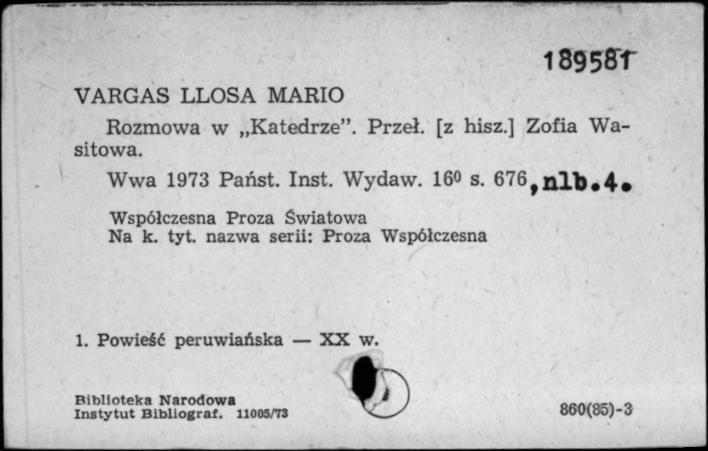 189581
VARGAS LLOSA MARIO
Rozmowa w „Katedrze”. Przeł. [z hisz.] Zofia Wa-
sitowa.
Wwa 1973 Państ. Inst. Wydaw. 16⁰ s. 676, nlb. 4.
Współczesna Proza Światowa
Na k. tyt. nazwa serii: Proza Współczesna
1. Powieść peruwiańska — XX w.
Biblioteka Narodowa
Instytut Bibliograf. 11005/73
860(85)-3